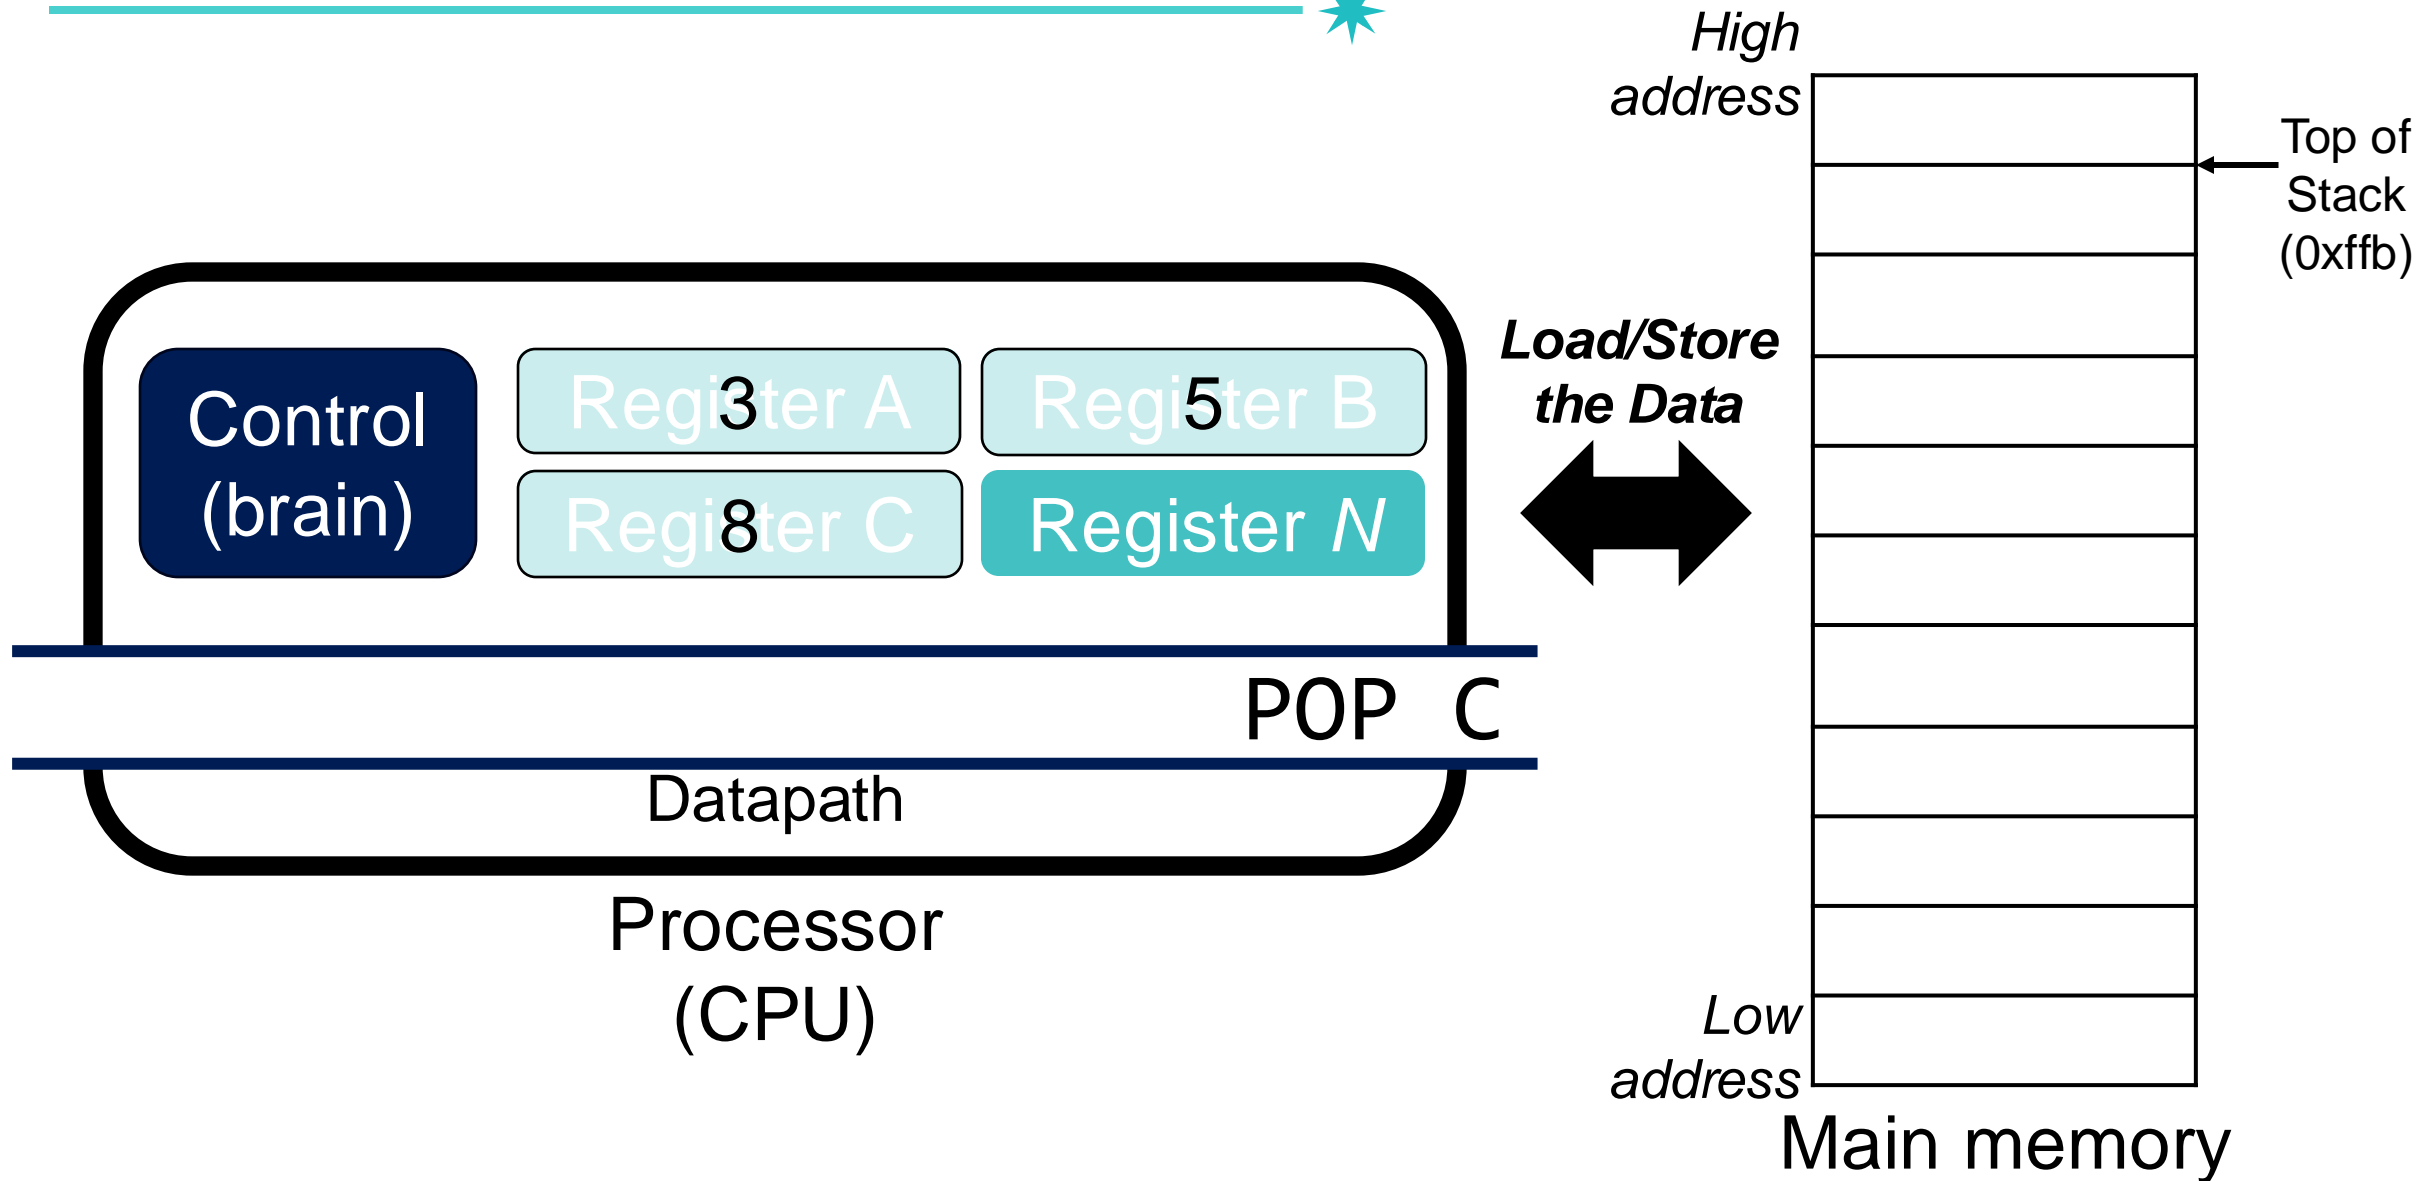 High
address
Top of
Stack
(0xffb)
Load/Store
the Data
Control
(brain)
Register A
3
Register B
5
Register C
8
Register N
POP C
Datapath
Processor
(CPU)
Low
address
Main memory